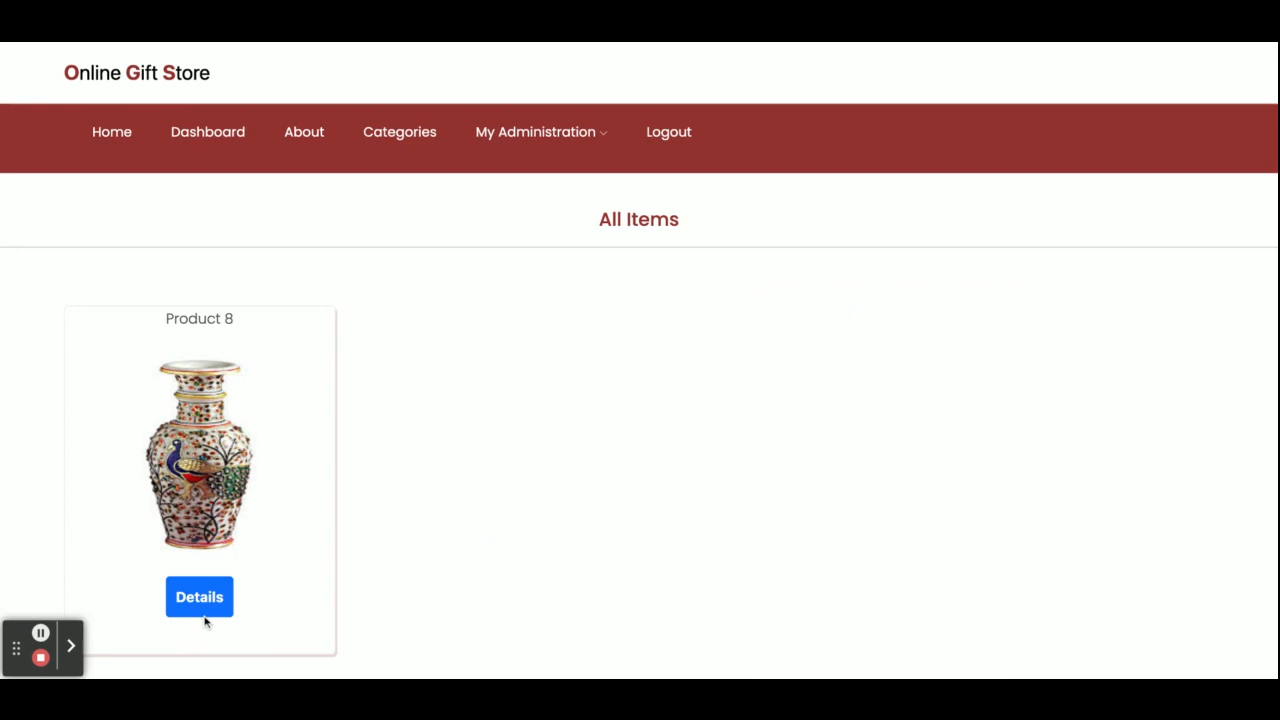 Online Gift Store
Home Dashboard About Categories My Administration Logout
All Items
Product 8
Details